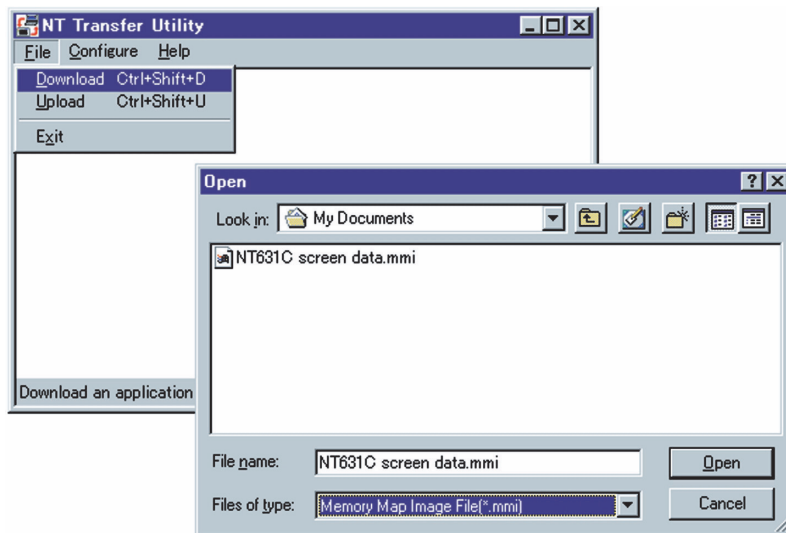 NT Transfer Utility
File Configure Help
Download Ctrl+Shift+D
Upload Ctrl+Shift+U
Exit
Download an application
Open
Look in: My Documents
NT631C screen data.mmi
File name: NT631C screen data.mmi Open
Files of type: Memory Map Image File(*.mmi) Cancel